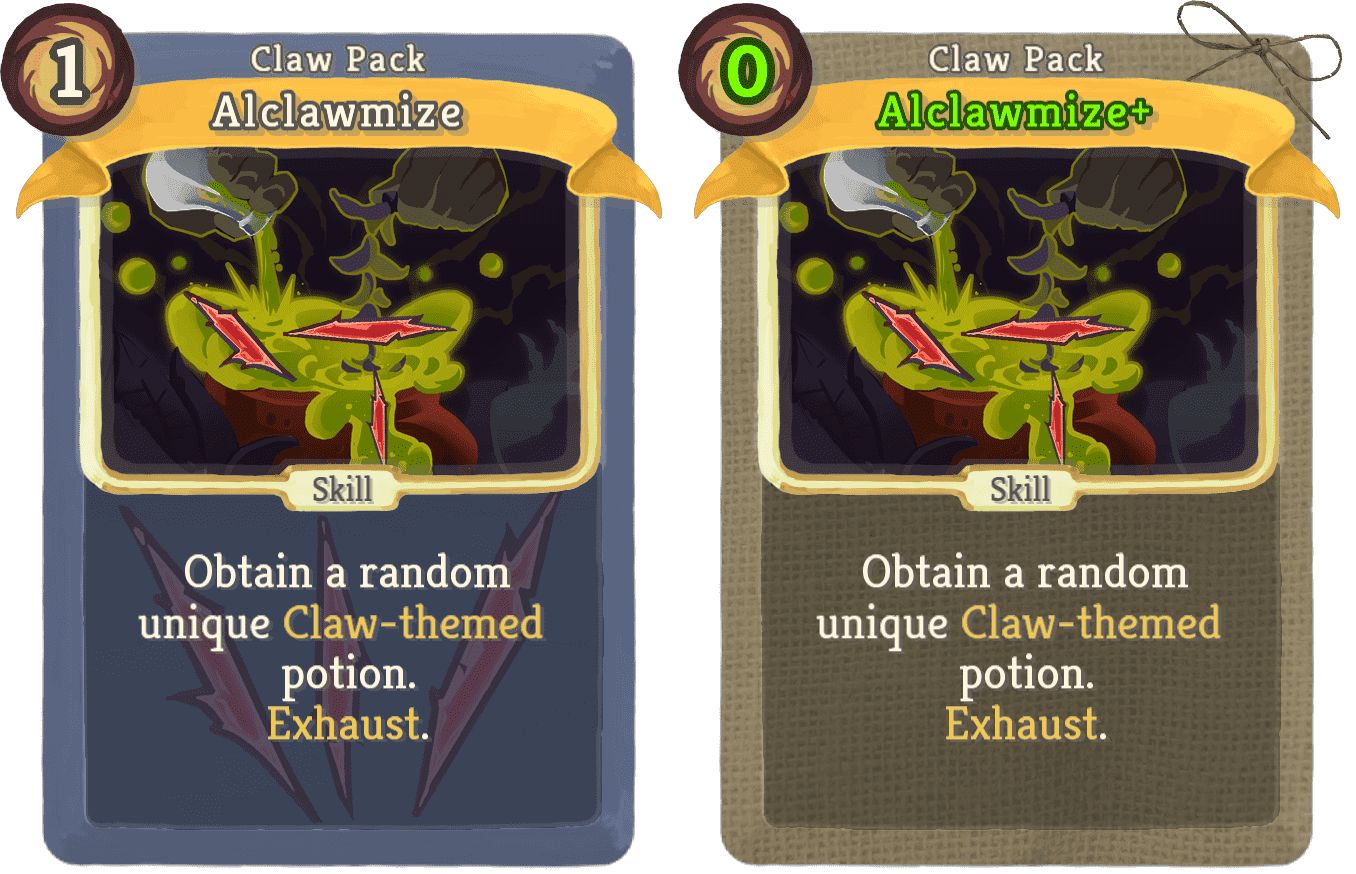 1
Claw Pack
Alclawmize
Skill
Obtain a random
unique Claw-themed
potion.
Exhaust.
0
Claw Pack
Alclawmize+
Skill
Obtain a random
unique Claw-themed
potion.
Exhaust.